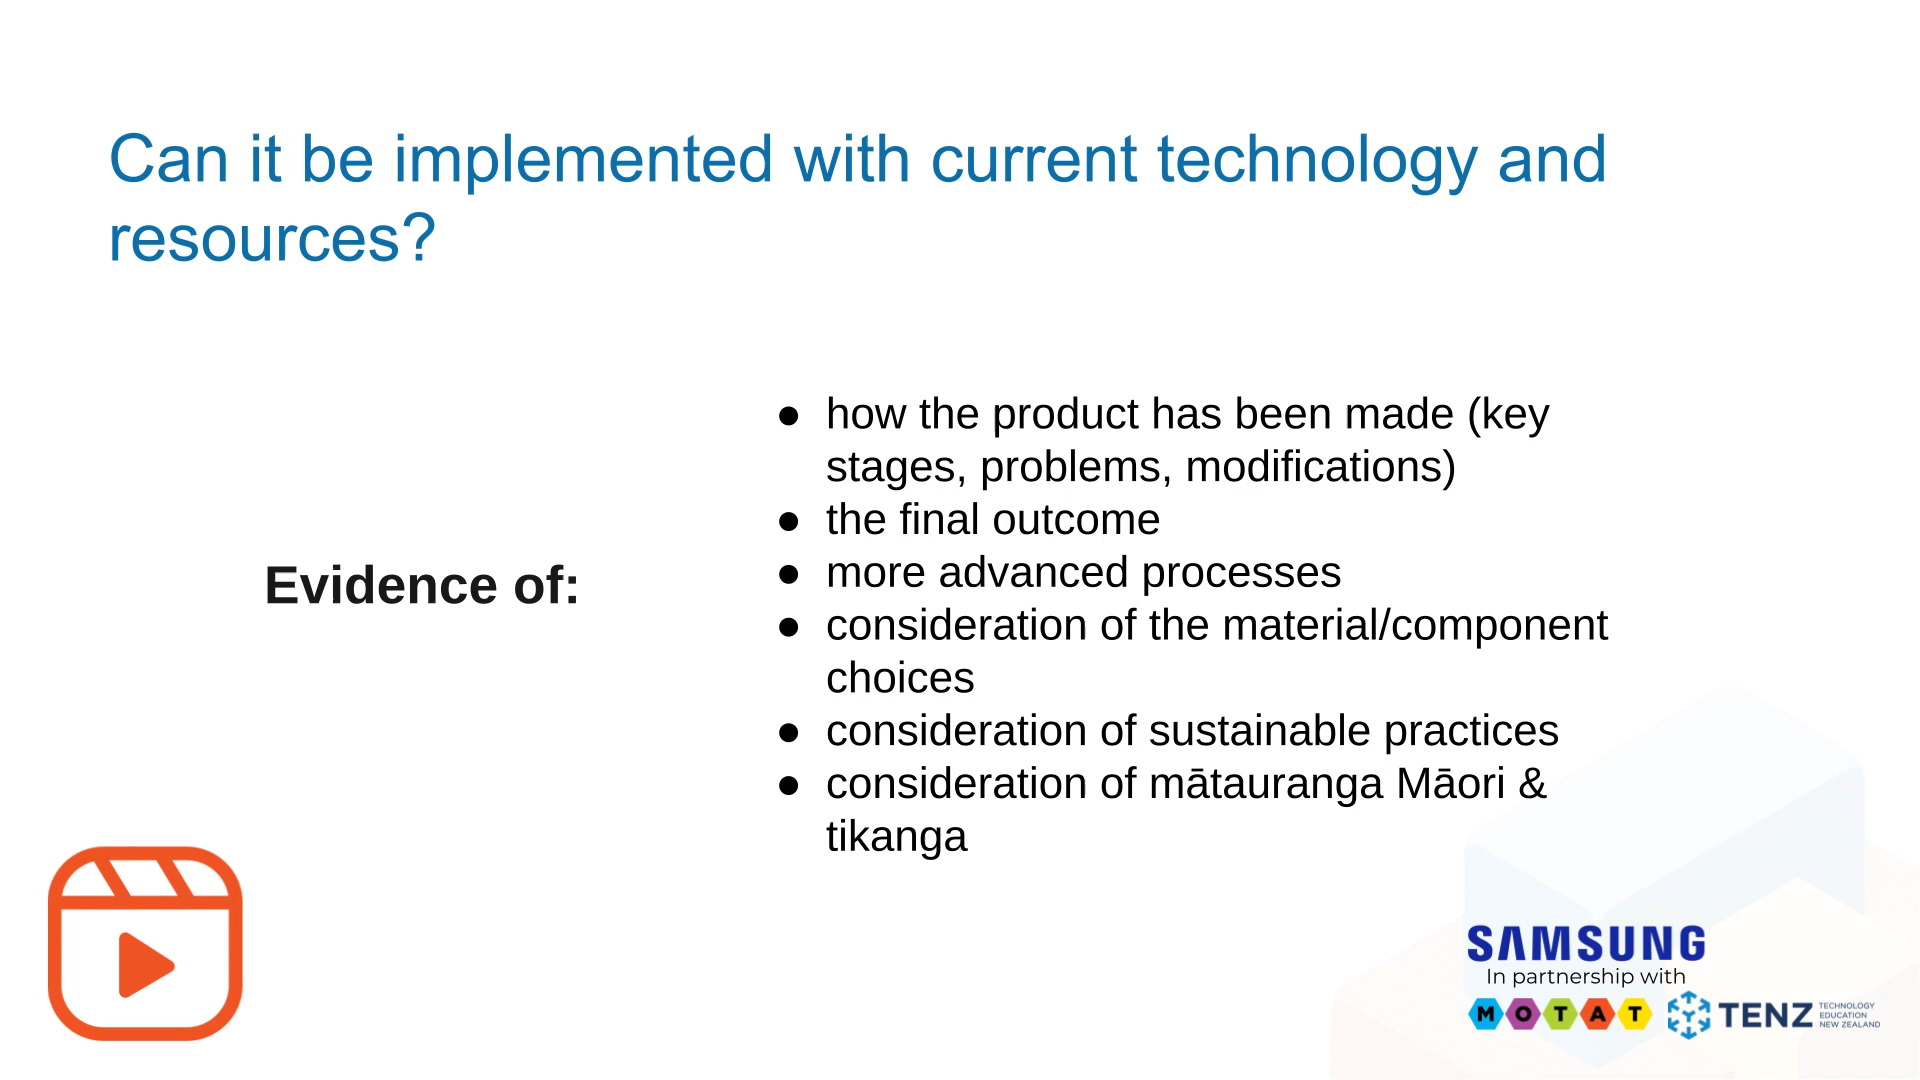 Can it be implemented with current technology and
resources?
Evidence of:
● how the product has been made (key
stages, problems, modifications)
● the final outcome
● more advanced processes
● consideration of the material/component
choices
● consideration of sustainable practices
● consideration of mātauranga Māori &
tikanga
SAMSUNG
In partnership with
MOTAT
TENZ
TECHNOLOGY
EDUCATION
NEW ZEALAND